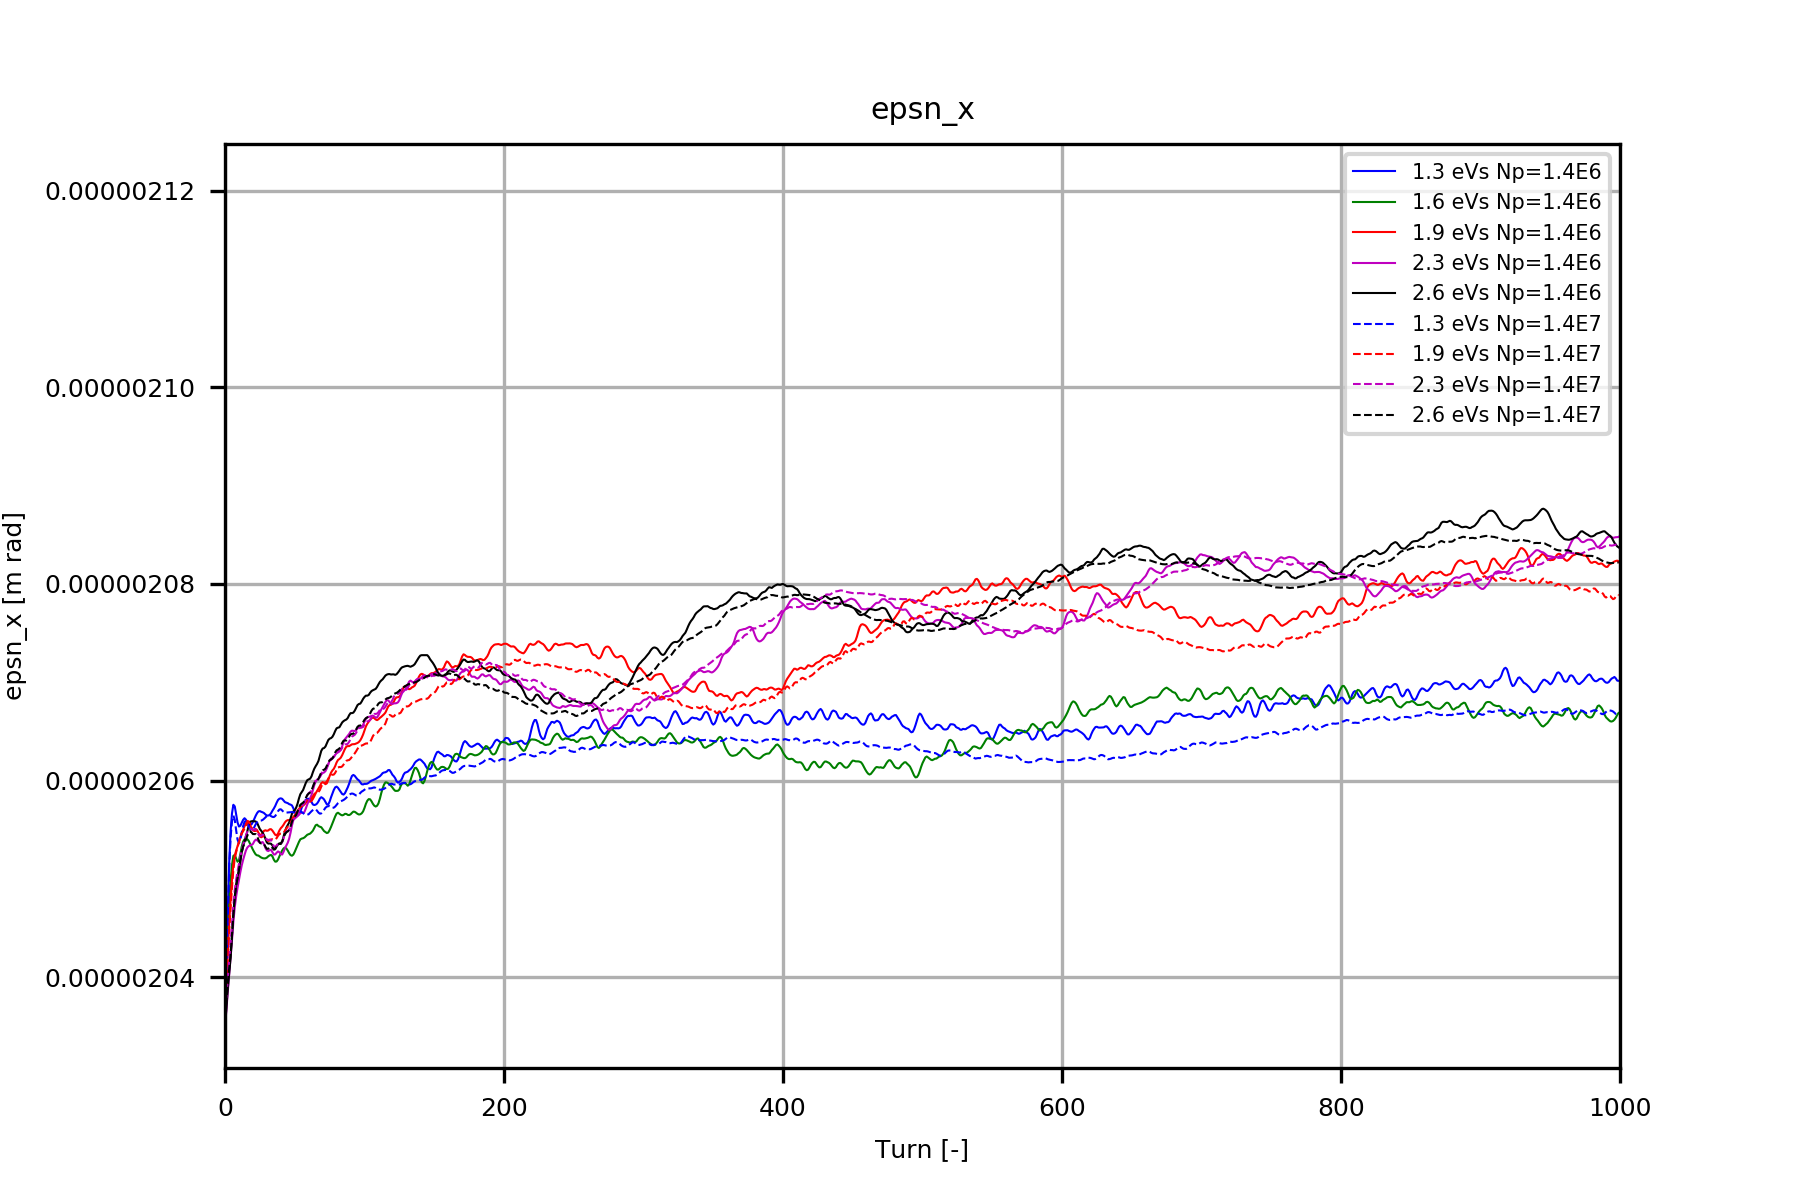 epsn_x
0.00000212
0.00000210
0.00000208
0.00000206
0.00000204
epsn_x [m rad]
0 200 400 600 800 1000
Turn [-]
1.3 eVs Np=1.4E6
1.6 eVs Np=1.4E6
1.9 eVs Np=1.4E6
2.3 eVs Np=1.4E6
2.6 eVs Np=1.4E6
1.3 eVs Np=1.4E7
1.9 eVs Np=1.4E7
2.3 eVs Np=1.4E7
2.6 eVs Np=1.4E7